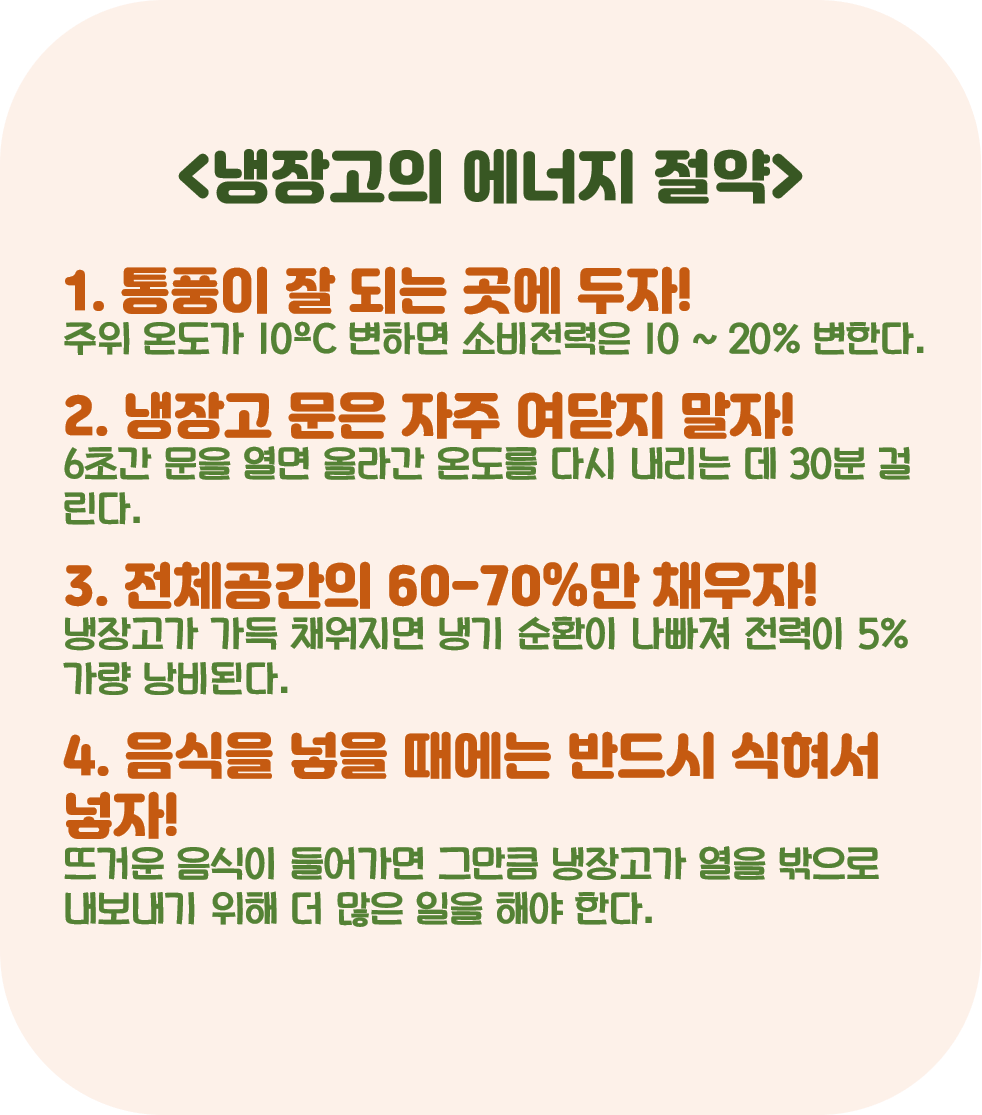 <냉장고의 에너지 절약>
1. 통풍이 잘 되는 곳에 두자!
주위 온도가 10ºC 변하면 소비전력은 10 ~ 20% 변한다.
2. 냉장고 문은 자주 여닫지 말자!
6초간 문을 열면 올라간 온도를 다시 내리는 데 30분 걸
린다.
3. 전체공간의 60-70%만 채우자!
냉장고가 가득 채워지면 냉기 순환이 나빠져 전력이 5%
가량 낭비된다.
4. 음식을 넣을 때에는 반드시 식혀서
넣자!
뜨거운 음식이 들어가면 그만큼 냉장고가 열을 밖으로
내보내기 위해 더 많은 일을 해야 한다.